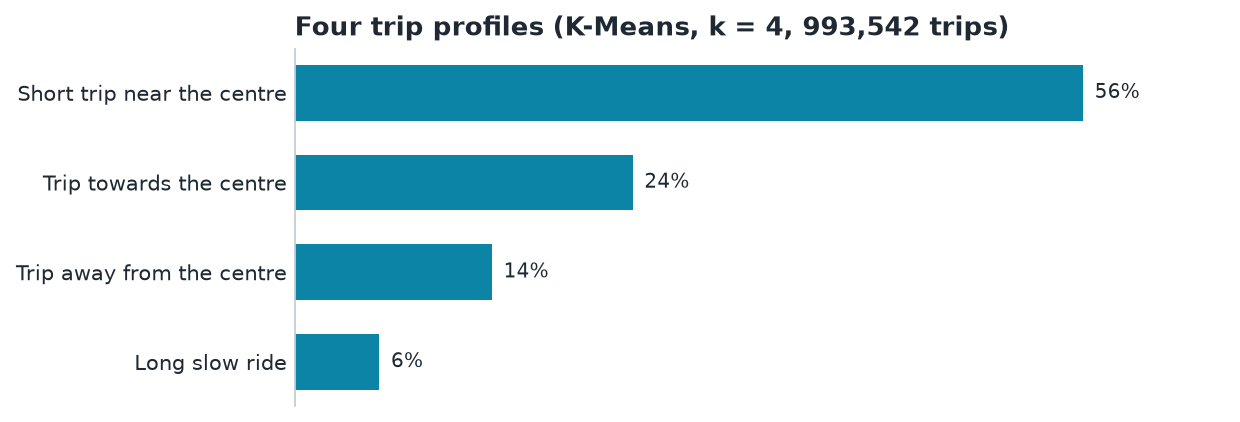 Four trip profiles (K-Means, k = 4, 993,542 trips)
Short trip near the centre 56%
Trip towards the centre 24%
Trip away from the centre 14%
Long slow ride 6%